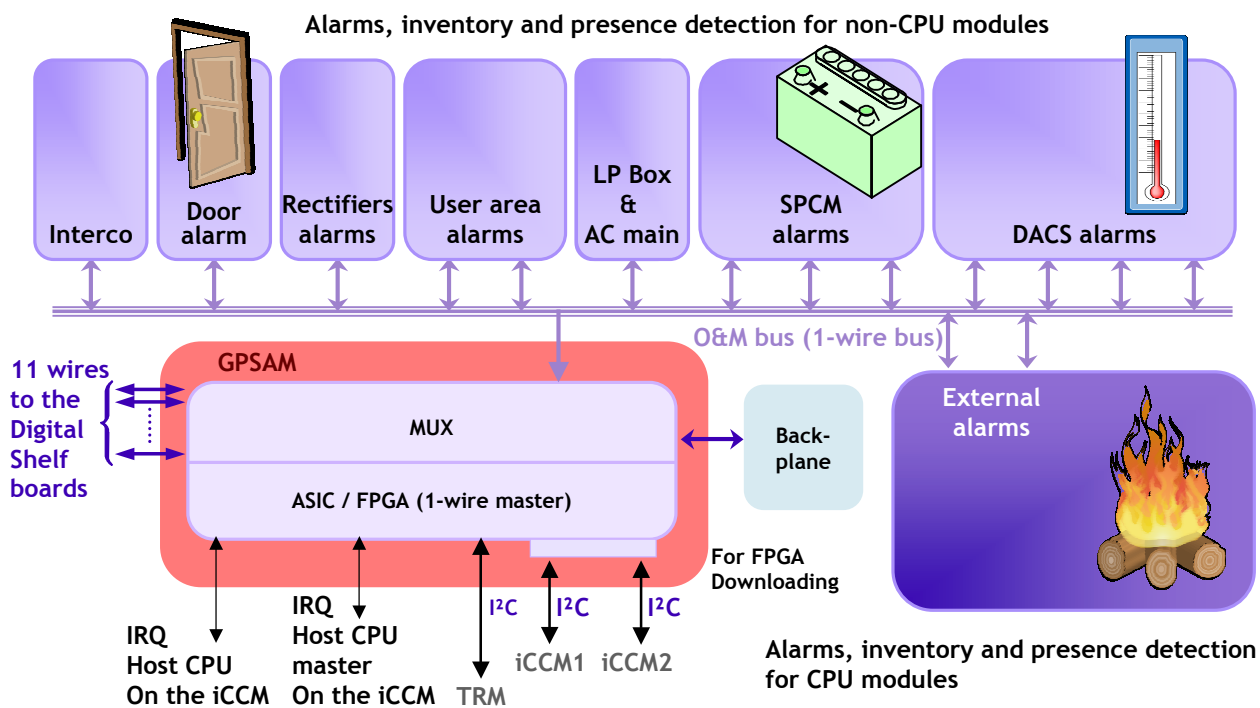 Alarms, inventory and presence detection for non-CPU modules
Interco
Door
alarm
Rectifiers
alarms
User area
alarms
LP Box
&
AC main
SPCM
alarms
DACS alarms
O&M bus (1-wire bus)
11 wires
to the
Digital
Shelf
boards
GPSAM
MUX
ASIC / FPGA (1-wire master)
Back-
plane
External
alarms
For FPGA
Downloading
IRQ
Host CPU
On the iCCM
IRQ
Host CPU
master
On the iCCM
I²C
TRM
I²C
iCCM1
I²C
iCCM2
Alarms, inventory and presence detection
for CPU modules